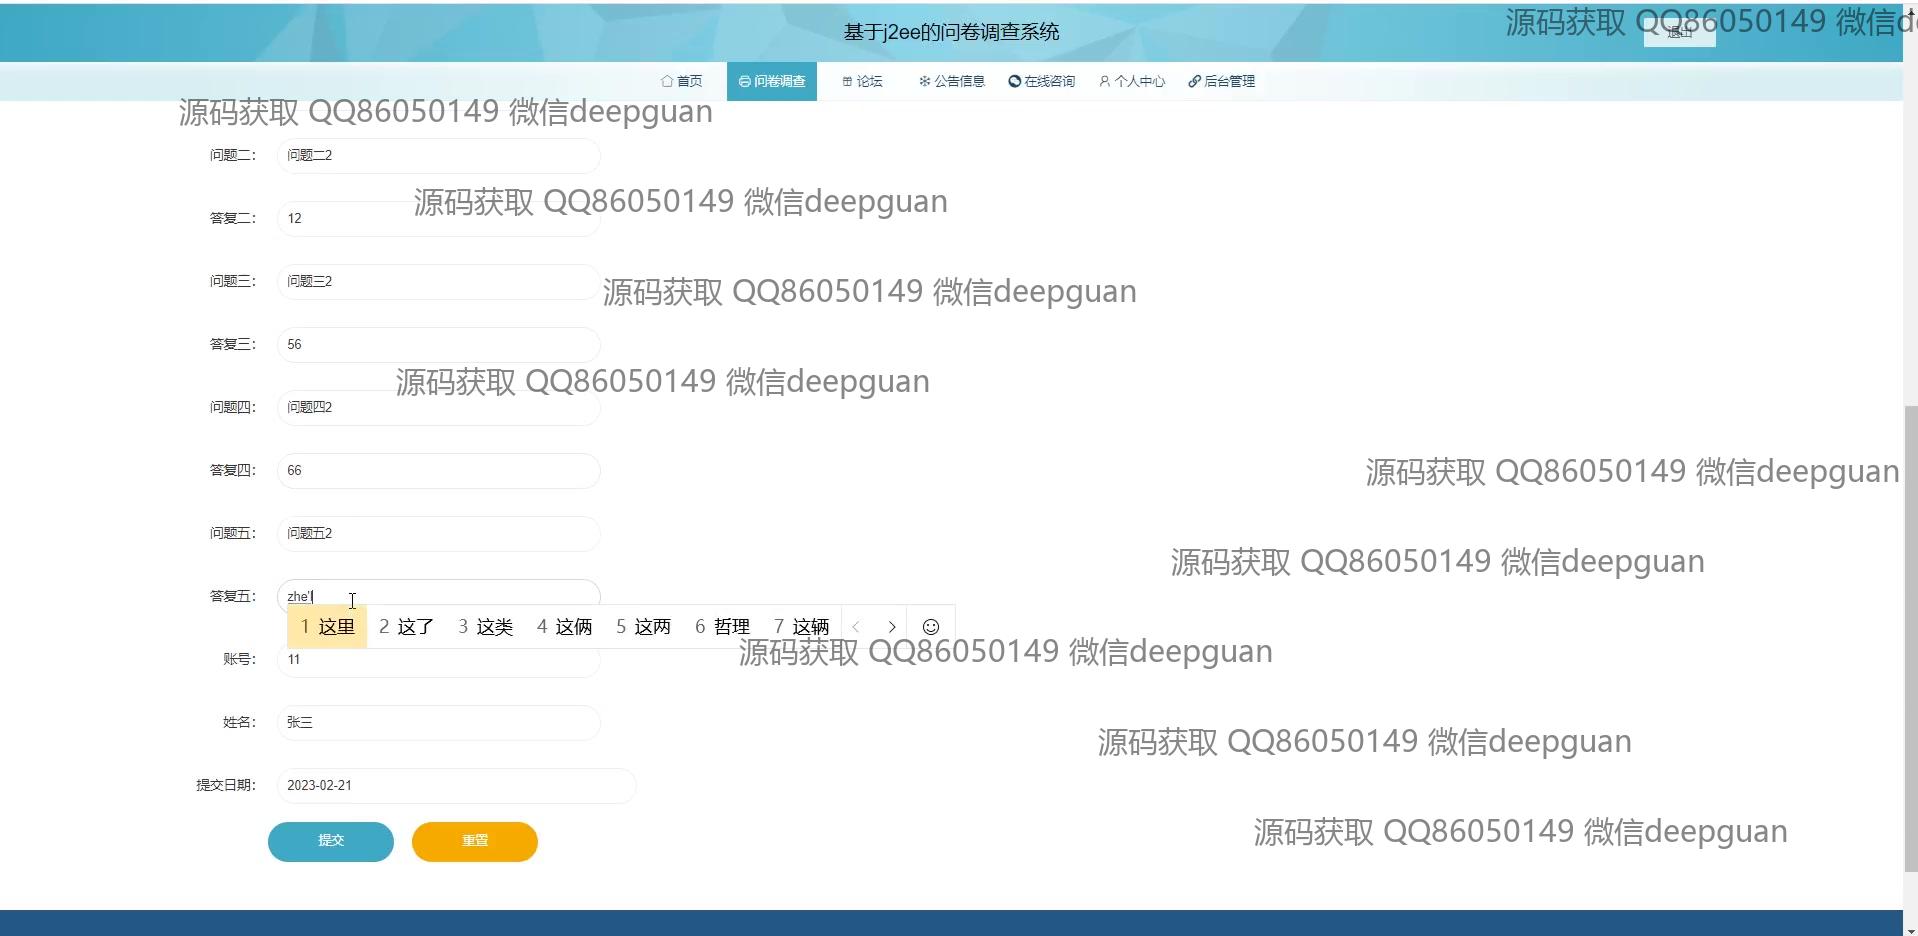 基于j2ee的问卷调查系统
源码获取 QQ86050149 微信d
退出
首页 问卷调查 论坛 公告信息 在线咨询 个人中心 后台管理
源码获取 QQ86050149 微信deepguan
问题二： 问题二2
源码获取 QQ86050149 微信deepguan
答复二： 12
问题三： 问题三2
源码获取 QQ86050149 微信deepguan
答复三： 56
源码获取 QQ86050149 微信deepguan
问题四： 问题四2
答复四： 66
源码获取 QQ86050149 微信deepguan
问题五： 问题五2
源码获取 QQ86050149 微信deepguan
答复五： zhe'l
1 这里 2 这了 3 这类 4 这俩 5 这两 6 哲理 7 这辆
源码获取 QQ86050149 微信deepguan
账号： 11
姓名： 张三
源码获取 QQ86050149 微信deepguan
提交日期： 2023-02-21
源码获取 QQ86050149 微信deepguan
提交 重置